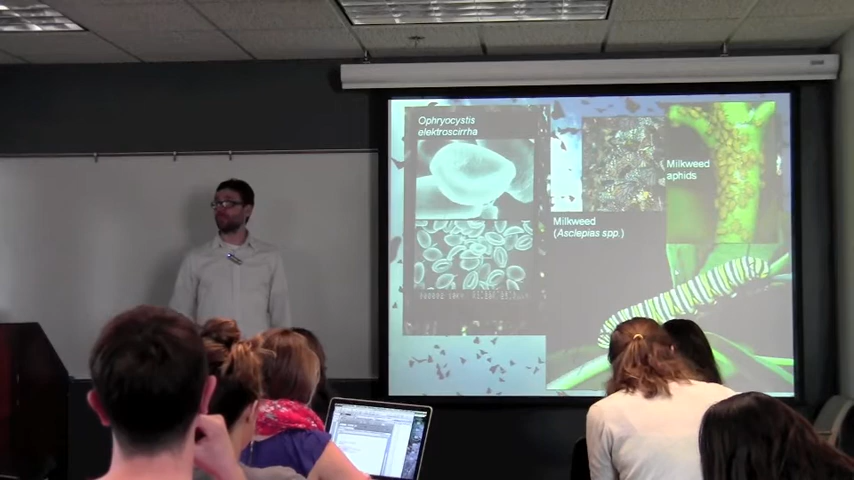 Ophryocystis
elektroscirrha
Milkweed
aphids
Milkweed
(Asclepias spp.)